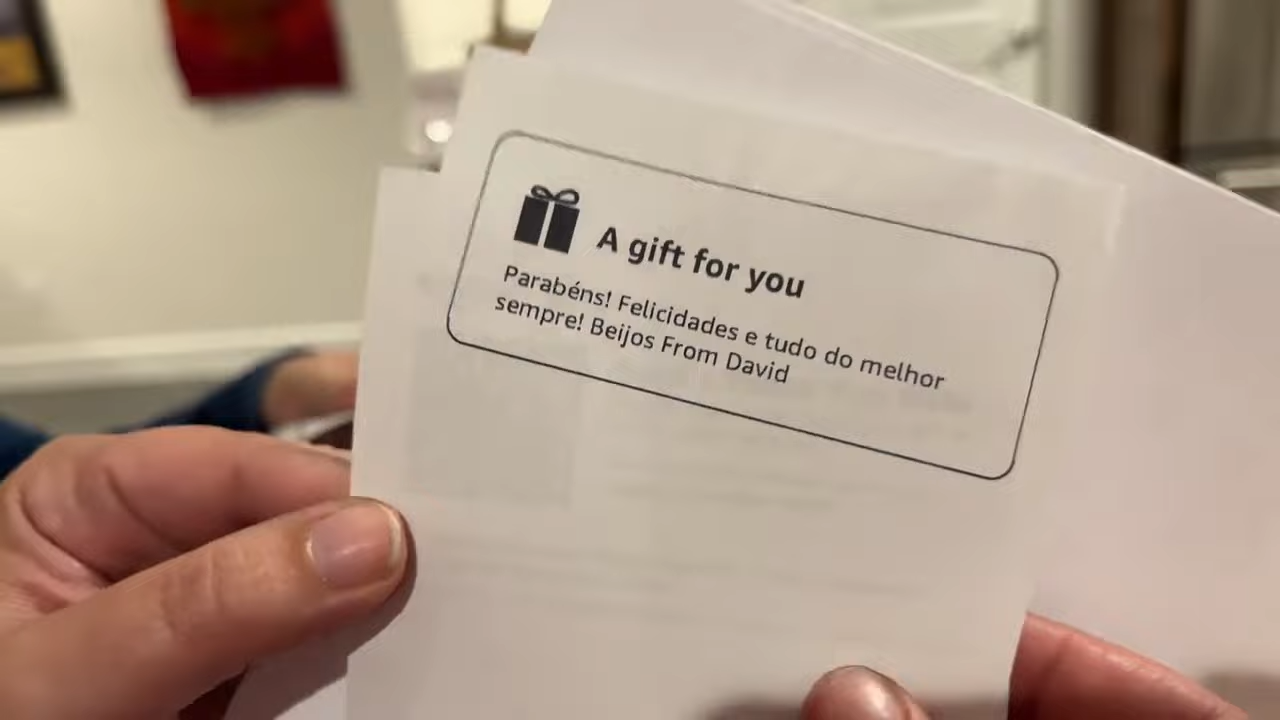 A gift for you
Parabéns! Felicidades e tudo do melhor
sempre! Beijos From David